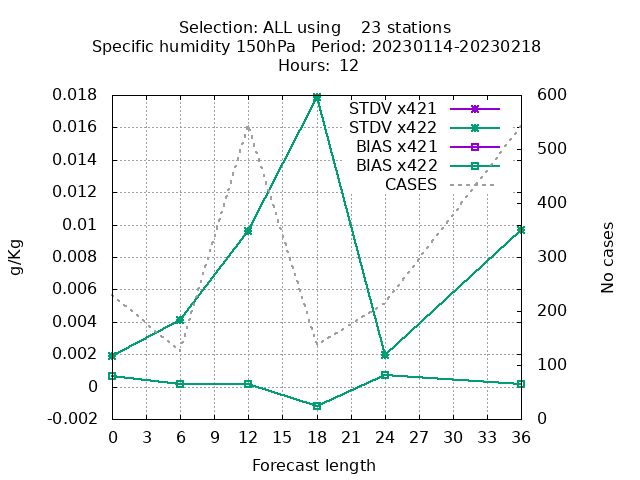 Selection: ALL using    23 stations
Specific humidity 150hPa   Period: 20230114-20230218
Hours:  12
0.018
0.016
0.014
0.012
0.01
0.008
0.006
0.004
0.002
0
-0.002
g/Kg
STDV x421
STDV x422
BIAS x421
BIAS x422
CASES
600
500
400
300
200
100
0
No cases
0 3 6 9 12 15 18 21 24 27 30 33 36
Forecast length